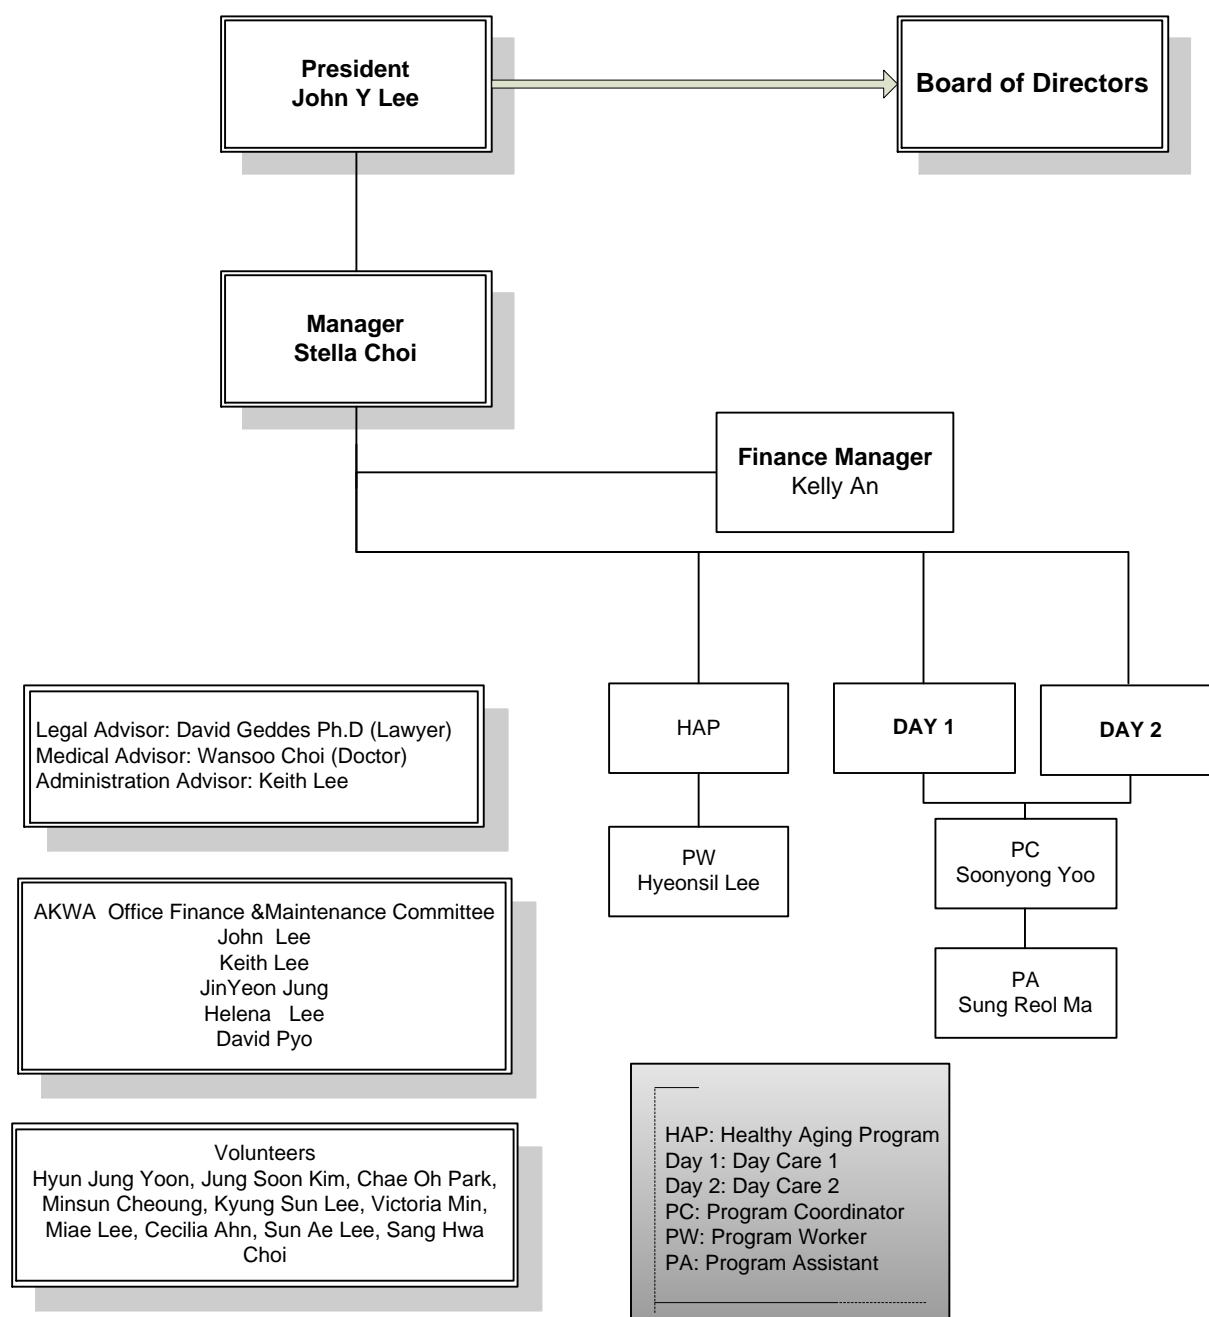 President
John Y Lee
Board of Directors
Manager
Stella Choi
Finance Manager
Kelly An
HAP
DAY 1
DAY 2
PW
Hyeonsil Lee
PC
Soonyong Yoo
PA
Sung Reol Ma
Legal Advisor: David Geddes Ph.D (Lawyer)
Medical Advisor: Wansoo Choi (Doctor)
Administration Advisor: Keith Lee
AKWA  Office Finance &Maintenance Committee
John  Lee
Keith Lee
JinYeon Jung
Helena   Lee
David Pyo
Volunteers
Hyun Jung Yoon, Jung Soon Kim, Chae Oh Park,
Minsun Cheoung, Kyung Sun Lee, Victoria Min,
Miae Lee, Cecilia Ahn, Sun Ae Lee, Sang Hwa
Choi
HAP: Healthy Aging Program
Day 1: Day Care 1
Day 2: Day Care 2
PC: Program Coordinator
PW: Program Worker
PA: Program Assistant